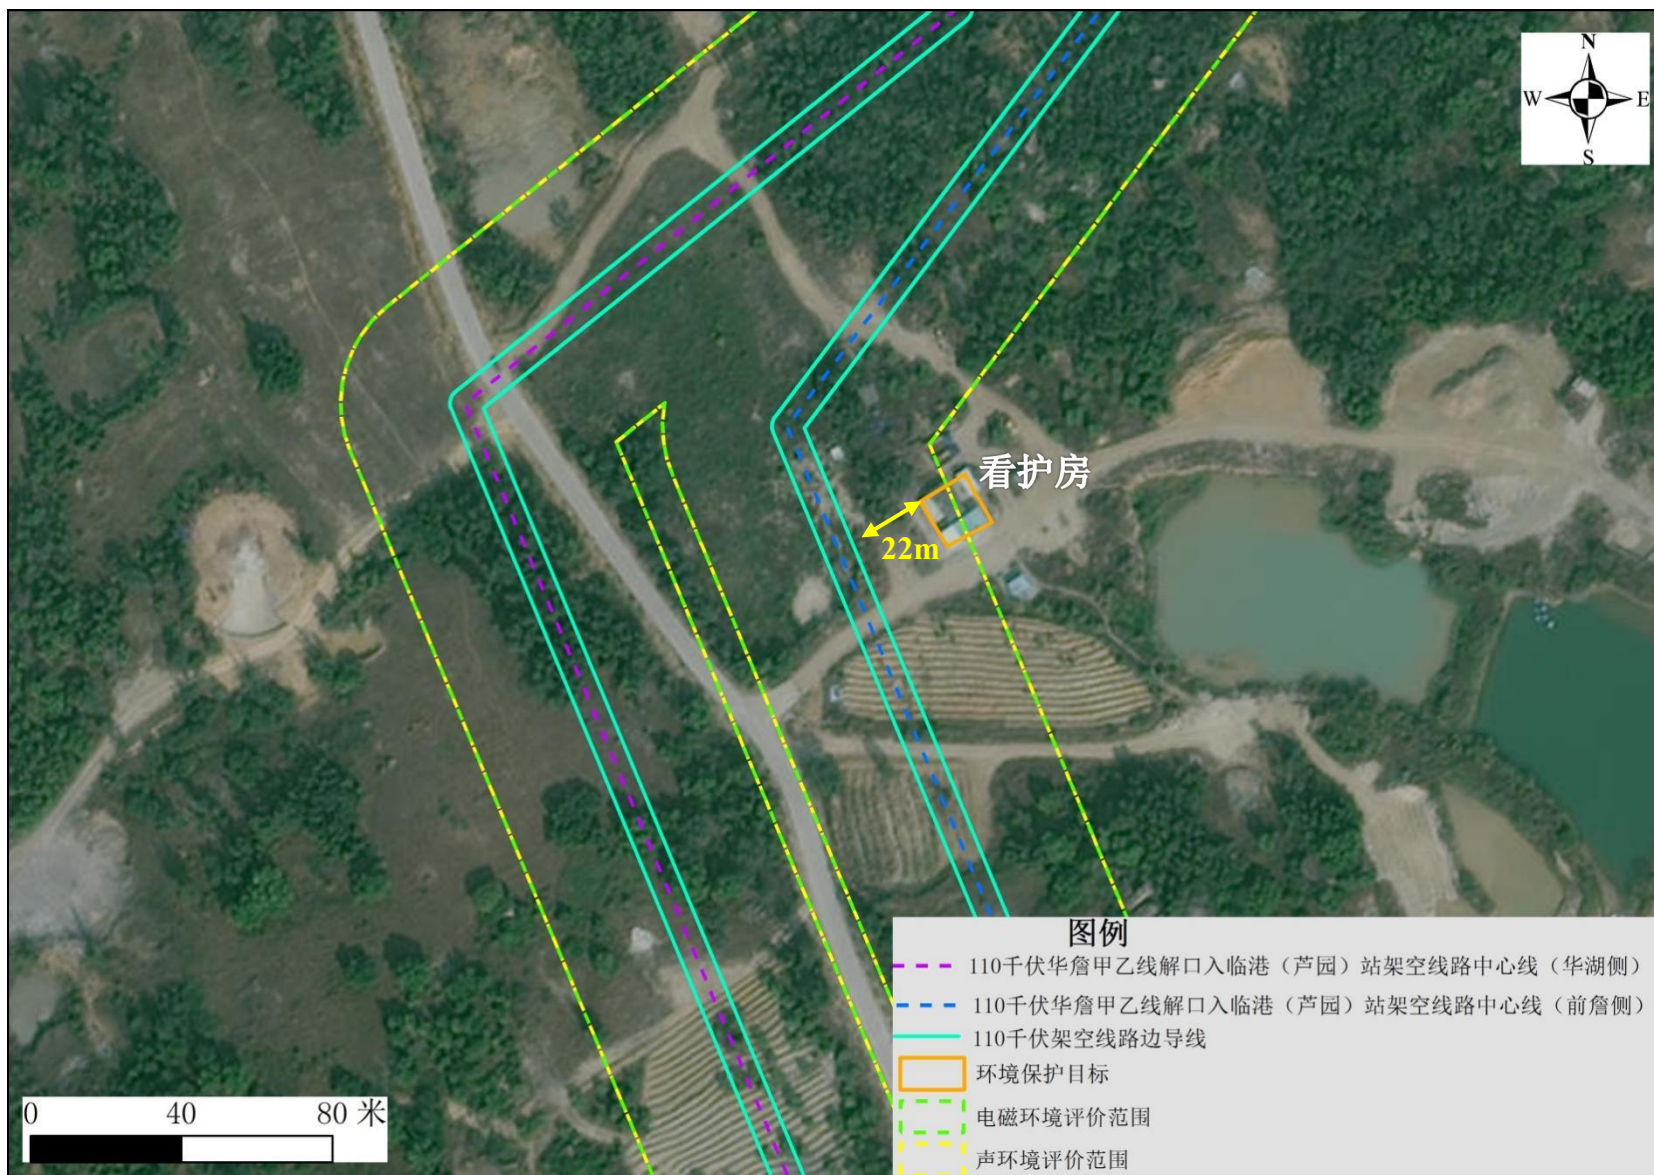 N
W E
S
看护房
22m
图例
110千伏华詹甲乙线解口入临港（芦园）站架空线路中心线（华湖侧）
110千伏华詹甲乙线解口入临港（芦园）站架空线路中心线（前詹侧）
110千伏架空线路边导线
环境保护目标
电磁环境评价范围
声环境评价范围
0 40 80 米